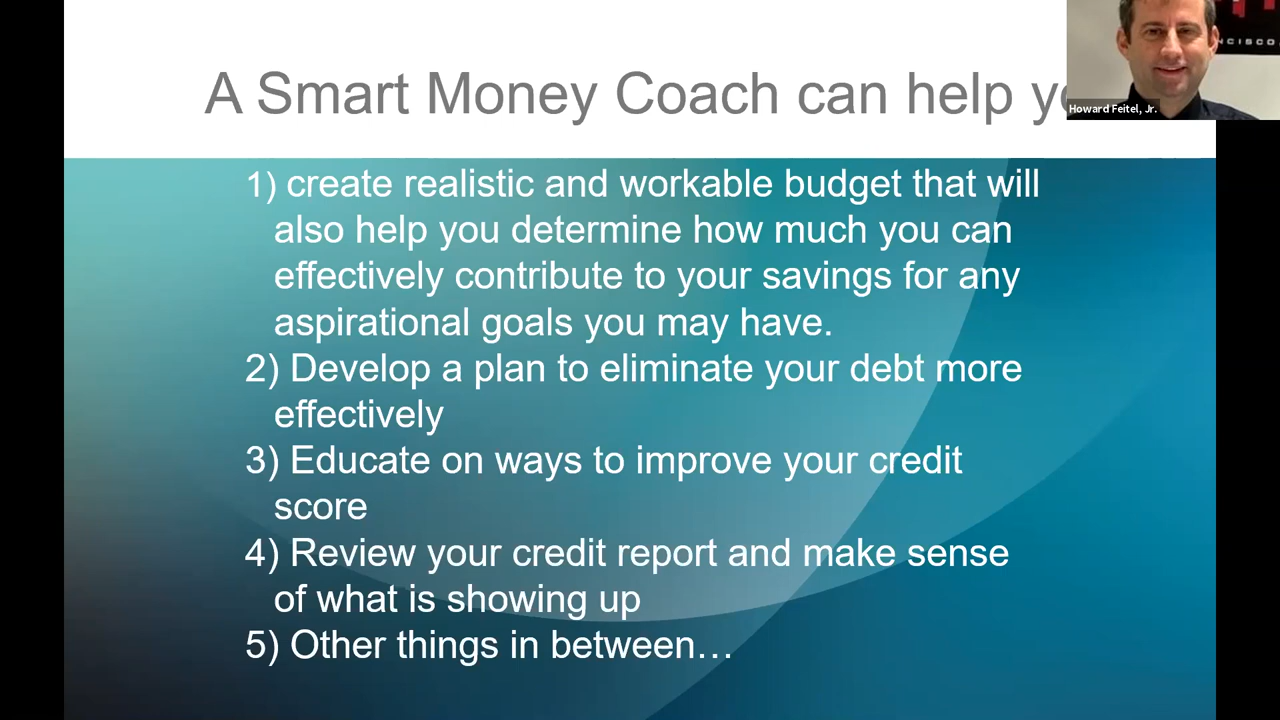 A Smart Money Coach can help
Howard Feitel, Jr.
1) create realistic and workable budget that will
also help you determine how much you can
effectively contribute to your savings for any
aspirational goals you may have.
2) Develop a plan to eliminate your debt more
effectively
3) Educate on ways to improve your credit
score
4) Review your credit report and make sense
of what is showing up
5) Other things in between…